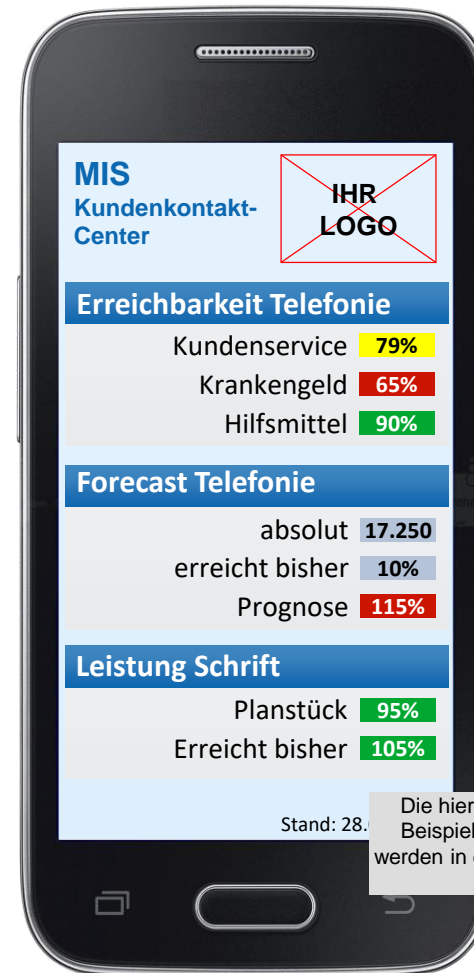 MIS
Kundenkontakt-
Center
IHR
LOGO
Erreichbarkeit Telefonie
Kundenservice 79%
Krankengeld 65%
Hilfsmittel 90%
Forecast Telefonie
absolut 17.250
erreicht bisher 10%
Prognose 115%
Leistung Schrift
Planstück 95%
Erreicht bisher 105%
Stand: 28.
Die hier
Beispiel
werden in